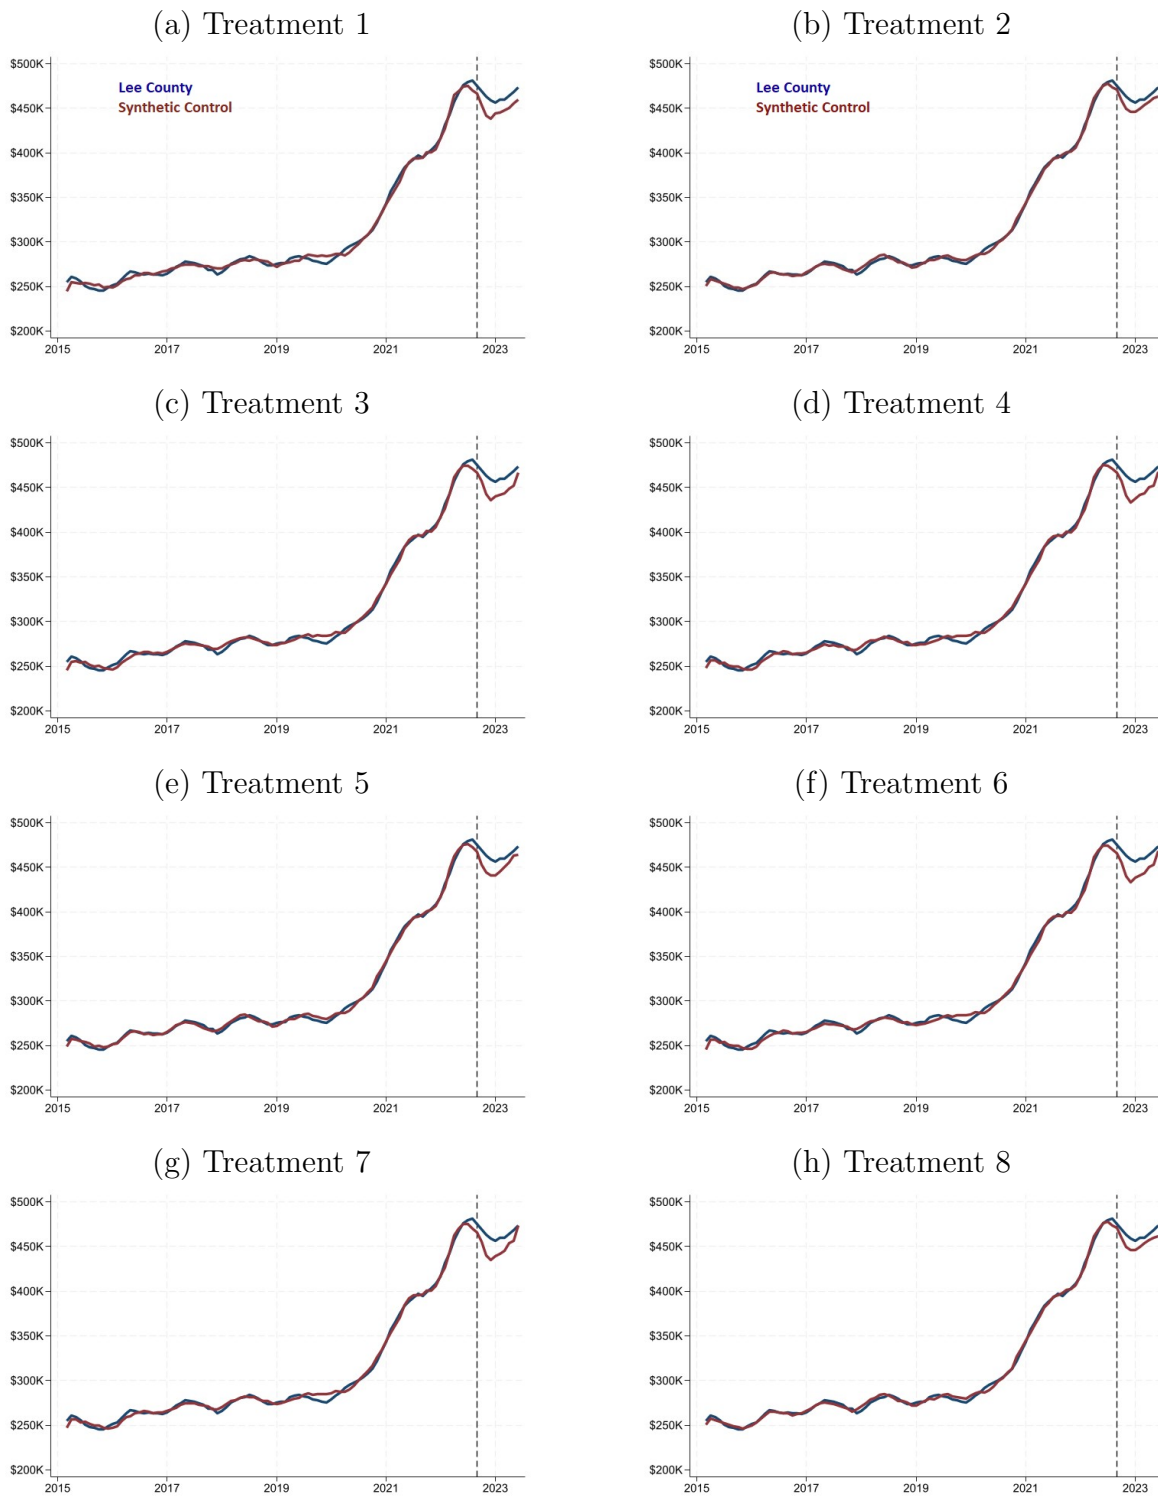 (a) Treatment 1
$500K
$450K
$400K
$350K
$300K
$250K
$200K
Lee County
Synthetic Control
2015 2017 2019 2021 2023
(b) Treatment 2
$500K
$450K
$400K
$350K
$300K
$250K
$200K
Lee County
Synthetic Control
2015 2017 2019 2021 2023
(c) Treatment 3
$500K
$450K
$400K
$350K
$300K
$250K
$200K
2015 2017 2019 2021 2023
(d) Treatment 4
$500K
$450K
$400K
$350K
$300K
$250K
$200K
2015 2017 2019 2021 2023
(e) Treatment 5
$500K
$450K
$400K
$350K
$300K
$250K
$200K
2015 2017 2019 2021 2023
(f) Treatment 6
$500K
$450K
$400K
$350K
$300K
$250K
$200K
2015 2017 2019 2021 2023
(g) Treatment 7
$500K
$450K
$400K
$350K
$300K
$250K
$200K
2015 2017 2019 2021 2023
(h) Treatment 8
$500K
$450K
$400K
$350K
$300K
$250K
$200K
2015 2017 2019 2021 2023